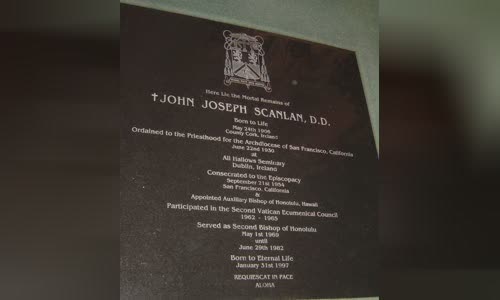 Here Lie the Mortal Remains of
✝JOHN JOSEPH SCANLAN, D.D.
Born to Life
May 24th 1906
County Cork, Ireland
Ordained to the Priesthood for the Archdiocese of San Francisco, California
June 22nd 1930
at
All Hallows Seminary
Dublin, Ireland
Consecrated to the Episcopacy
September 21st 1954
San Francisco, California
&
Appointed Auxiliary Bishop of Honolulu, Hawaii
Participated in the Second Vatican Ecumenical Council
1962 - 1965
Served as Second Bishop of Honolulu
May 1st 1968
until
June 29th 1982
Born to Eternal Life
January 31st 1997
REQUIESCAT IN PACE
ALOHA